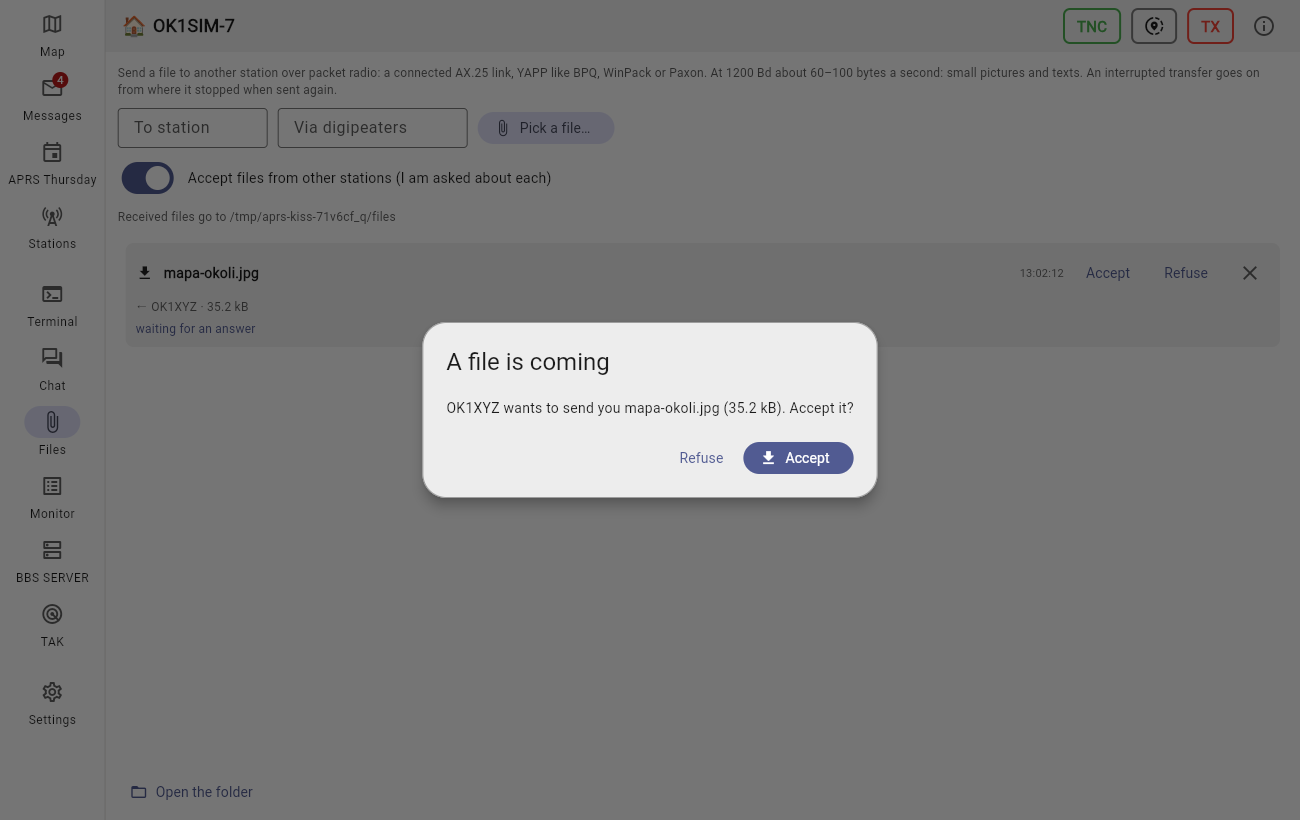 OK1SIM-7
TNC
TX
Map
4
Messages
APRS Thursday
Stations
Terminal
Chat
Files
Monitor
BBS SERVER
TAK
Settings
Send a file to another station over packet radio: a connected AX.25 link, YAPP like BPQ, WinPack or Paxon. At 1200 Bd about 60–100 bytes a second: small pictures and texts. An interrupted transfer goes on
from where it stopped when sent again.
To station
Via digipeaters
Pick a file…
Accept files from other stations (I am asked about each)
Received files go to /tmp/aprs-kiss-71v6cf_q/files
mapa-okoli.jpg
13:02:12
Accept
Refuse
← OK1XYZ · 35.2 kB
waiting for an answer
A file is coming
OK1XYZ wants to send you mapa-okoli.jpg (35.2 kB). Accept it?
Refuse
Accept
Open the folder